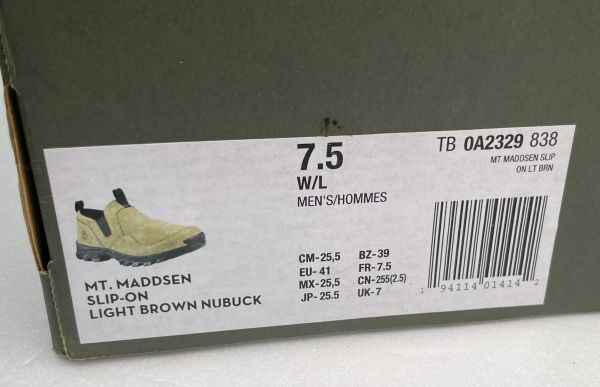 7.5
W/L
MEN'S/HOMMES
TB 0A2329 838
MT MADDSEN SLIP
ON LT BRN
MT. MADDSEN
SLIP-ON
LIGHT BROWN NUBUCK
CM-25,5 BZ-39
EU- 41 FR-7.5
MX-25,5 CN-255(2.5)
JP- 25.5 UK-7
1 94114 01414 2